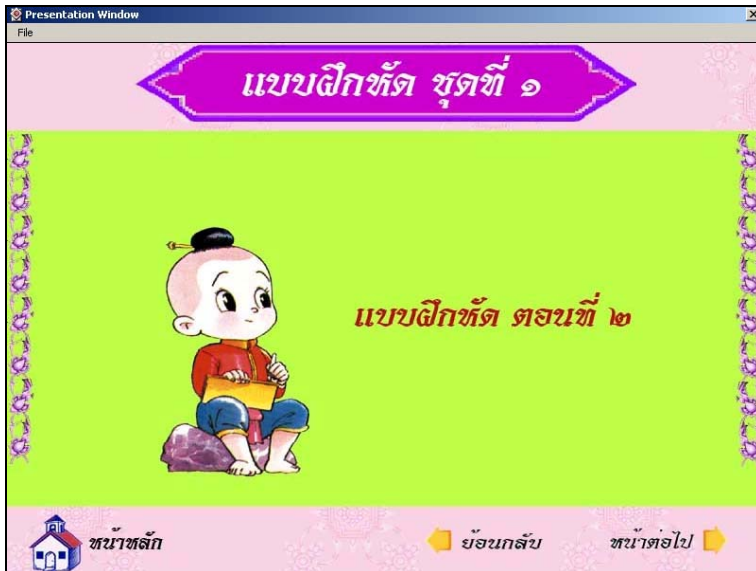 Presentation Window
File
แบบฝึกหัด ชุดที่ ๑
แบบฝึกหัด ตอนที่ ๒
หน้าหลัก
ย้อนกลับ
หน้าต่อไป